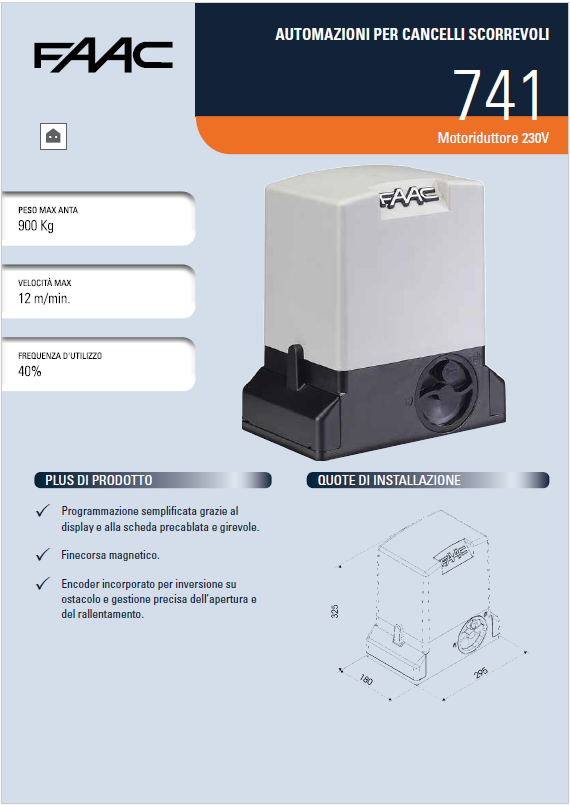 FAAC
AUTOMAZIONI PER CANCELLI SCORREVOLI
741
Motoriduttore 230V
PESO MAX ANTA
900 Kg
VELOCITÀ MAX
12 m/min.
FREQUENZA D'UTILIZZO
40%
FAAC
PLUS DI PRODOTTO
Programmazione semplificata grazie al
display e alla scheda precablata e girevole.
Finecorsa magnetico.
Encoder incorporato per inversione su
ostacolo e gestione precisa dell'apertura e
del rallentamento.
QUOTE DI INSTALLAZIONE
FAAC
325
180
295